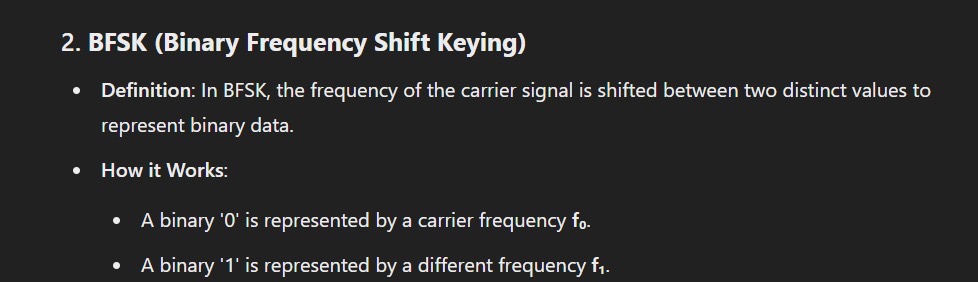 2. BFSK (Binary Frequency Shift Keying)
• Definition: In BFSK, the frequency of the carrier signal is shifted between two distinct values to
represent binary data.
• How it Works:
• A binary '0' is represented by a carrier frequency f₀.
• A binary '1' is represented by a different frequency f₁.